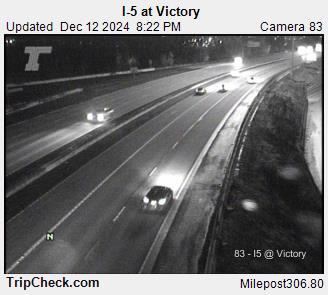 I-5 at Victory
Updated Dec 12 2024 8:22 PM Camera 83
T
N
83 - I5 @ Victory
TripCheck.com Milepost306.80